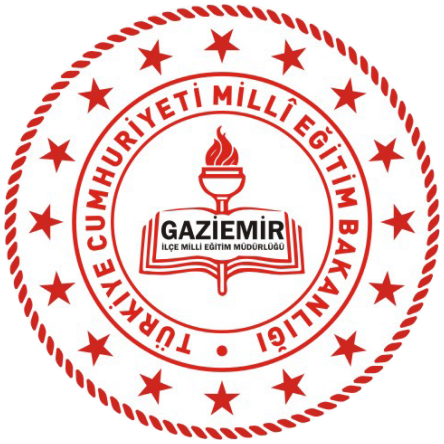 TÜRKİYE CUMHURİYETİ MİLLÎ EĞİTİM BAKANLIĞI
GAZİEMİR
İLÇE MİLLİ EĞİTİM MÜDÜRLÜĞÜ